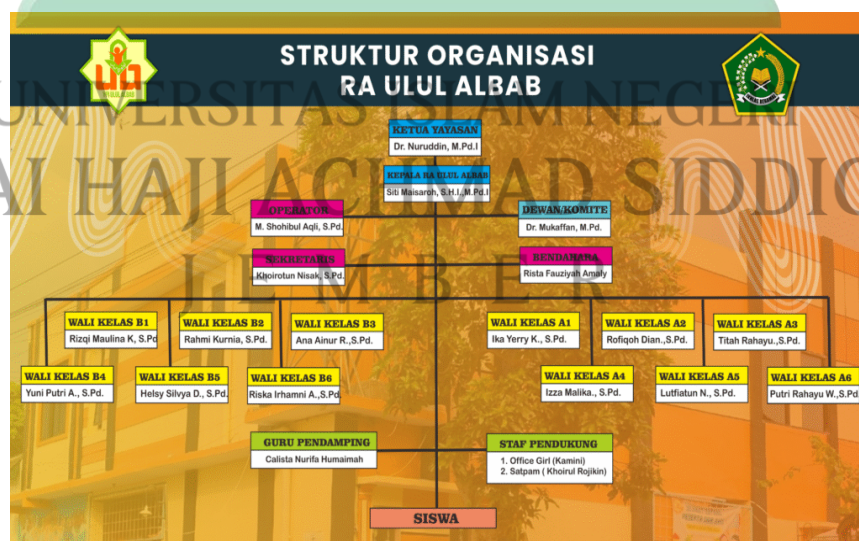 STRUKTUR ORGANISASI
RA ULUL ALBAB
UNIVERSITAS ISLAM NEGERI
KETUA YAYASAN
Dr. Nuruddin, M.Pd.I
KEPALA RA ULUL ALBAB
Siti Maisaroh, S.H.I.,M.Pd.I
AI HAJI ACHMAD SIDDIQ
OPERATOR
M. Shohibul Aqli, S.Pd.
DEWAN/KOMITE
Dr. Mukaffan, M.Pd.
SEKRETARIS
Khoirotun Nisak, S.Pd.
BENDAHARA
Rista Fauziyah Amaly
JEMBER
WALI KELAS B1
Rizqi Maulina K, S.Pd
WALI KELAS B2
Rahmi Kurnia, S.Pd.
WALI KELAS B3
Ana Ainur R.,S.Pd.
WALI KELAS A1
Ika Yerry K., S.Pd.
WALI KELAS A2
Rofiqoh Dian.,S.Pd.
WALI KELAS A3
Titah Rahayu.,S.Pd.
WALI KELAS B4
Yuni Putri A., S.Pd.
WALI KELAS B5
Helsy Silvya D., S.Pd.
WALI KELAS B6
Riska Irhamni A.,S.Pd.
WALI KELAS A4
Izza Malika., S.Pd.
WALI KELAS A5
Lutfiatun N., S.Pd.
WALI KELAS A6
Putri Rahayu W.,S.Pd
GURU PENDAMPING
Calista Nurifa Humaimah
STAF PENDUKUNG
1. Office Girl (Kamini)
2. Satpam ( Khoirul Rojikin)
SISWA